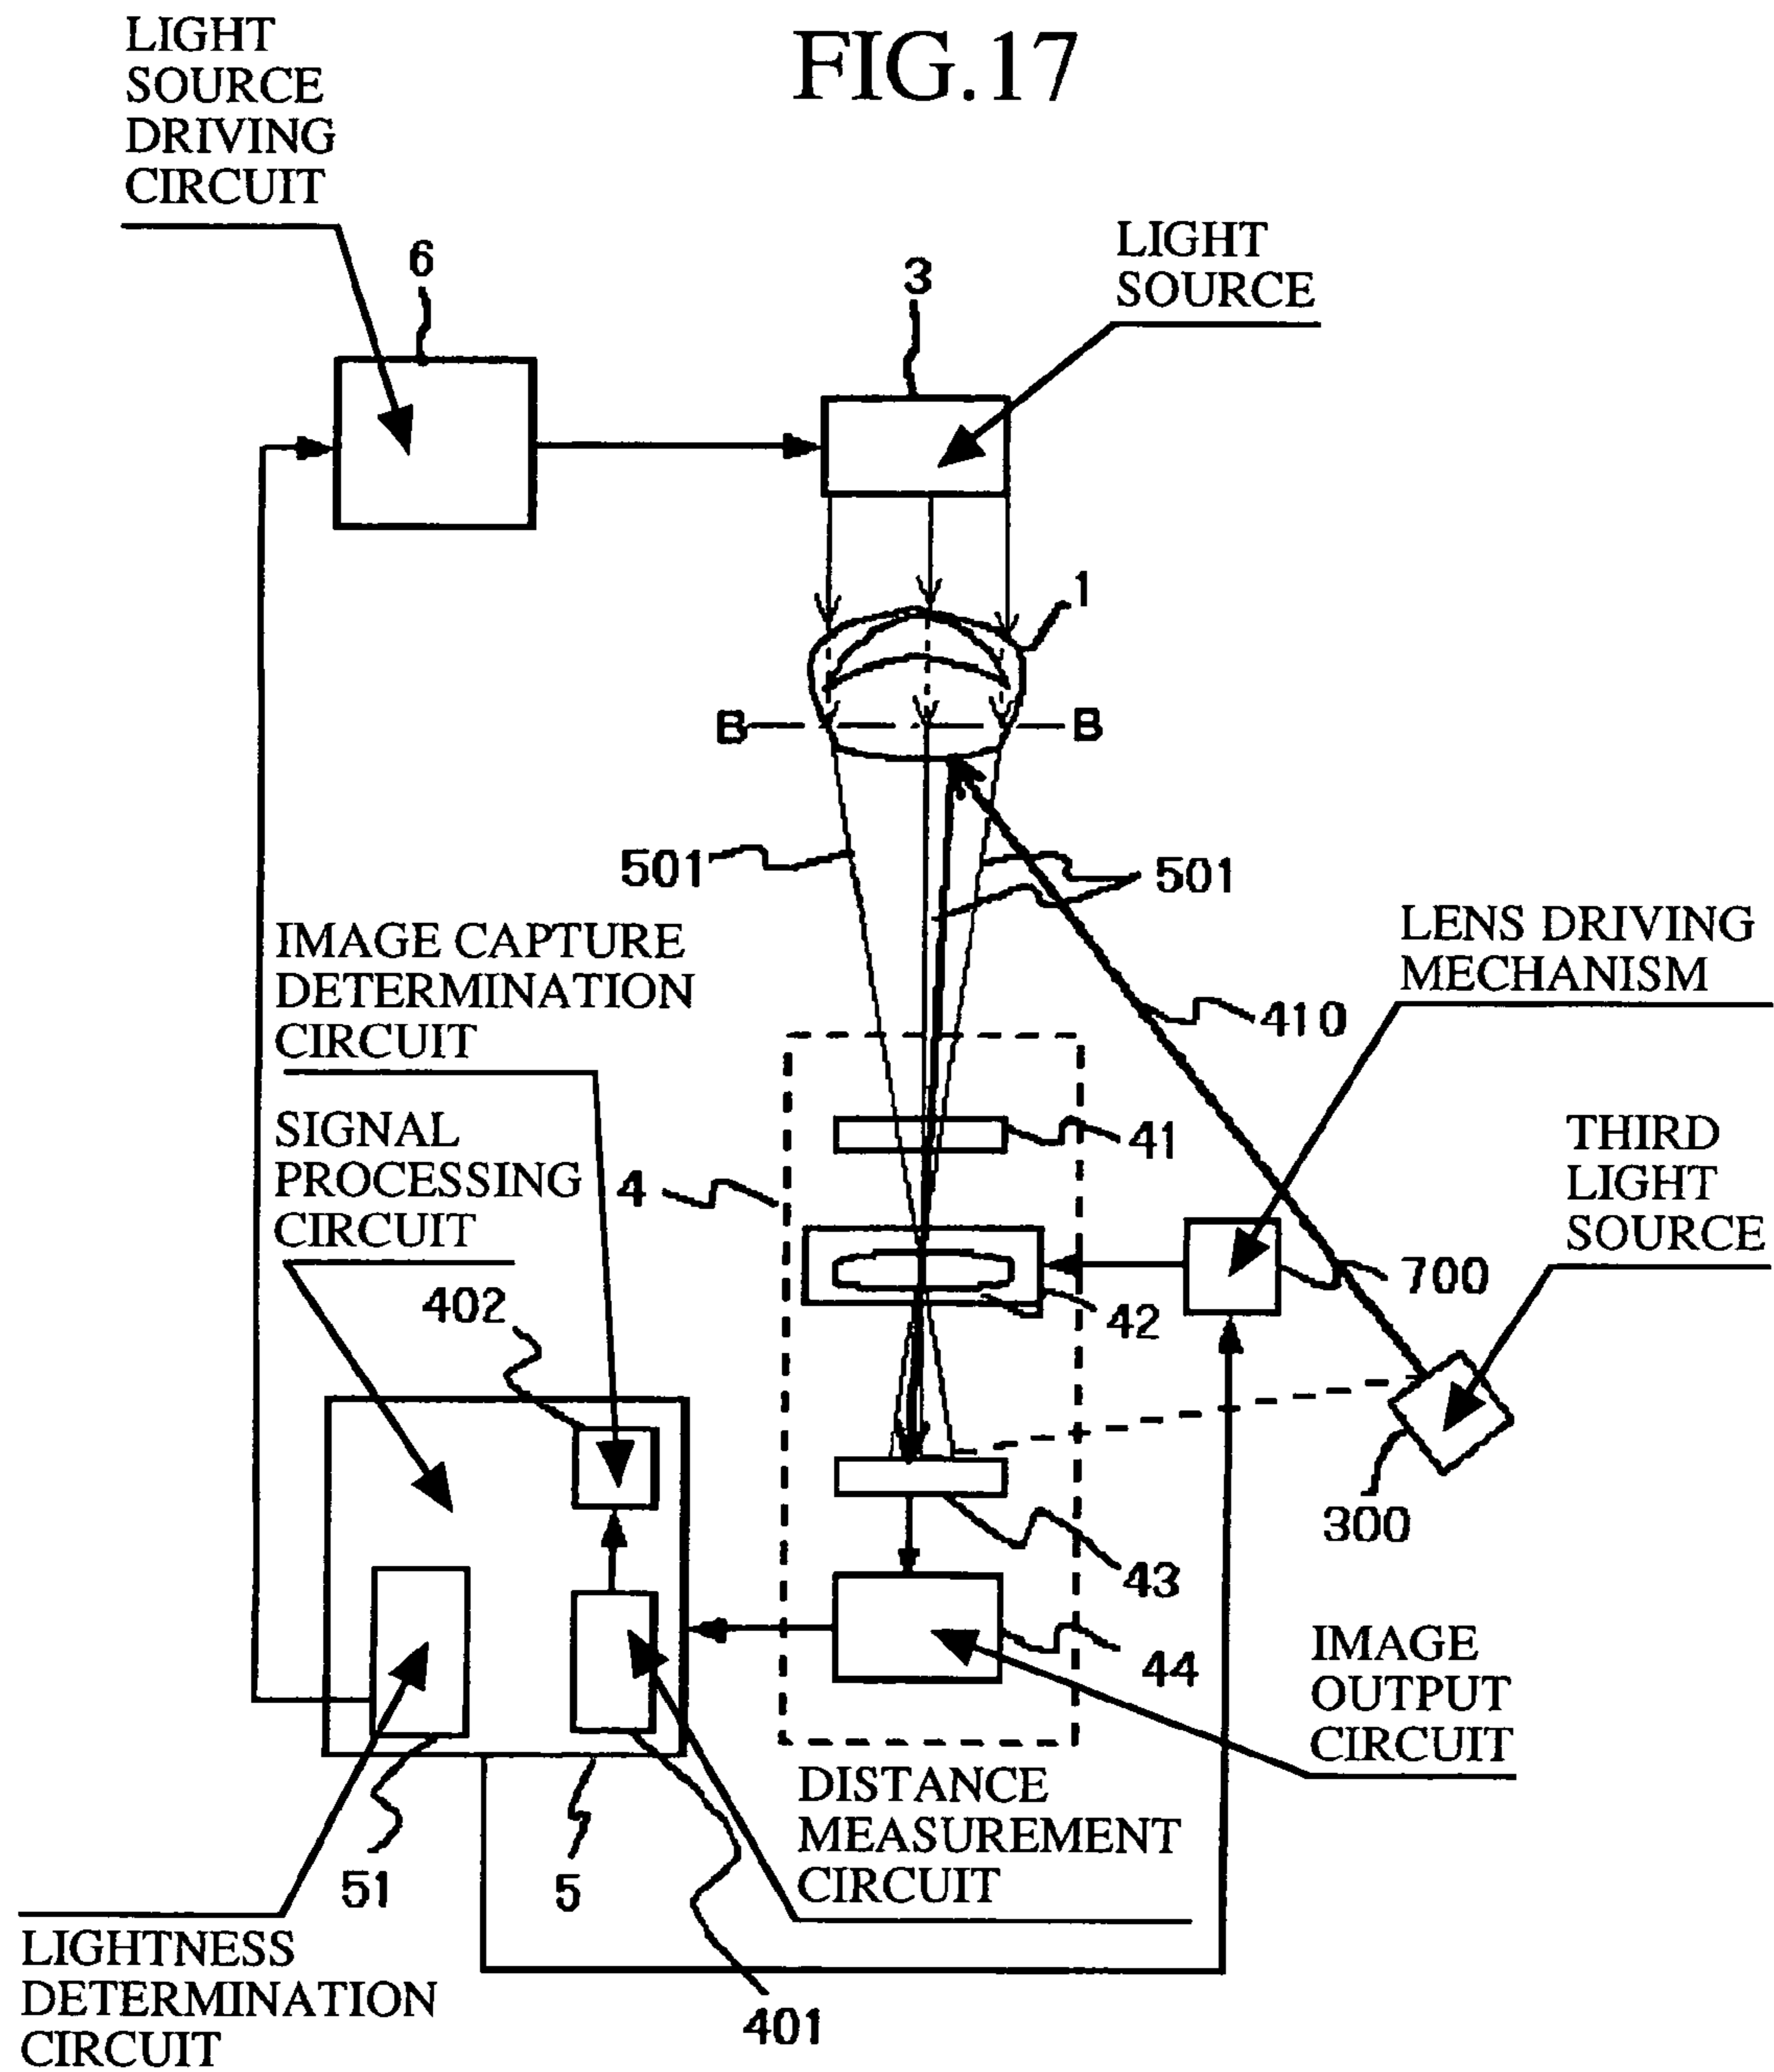 FIG.17
LIGHT
SOURCE
DRIVING
CIRCUIT
6
3
LIGHT
SOURCE
1
B
B
501
501
IMAGE CAPTURE
DETERMINATION
CIRCUIT
LENS DRIVING
MECHANISM
410
SIGNAL
PROCESSING
CIRCUIT
4
41
THIRD
LIGHT
SOURCE
402
42
700
300
43
44
IMAGE
OUTPUT
CIRCUIT
51
5
DISTANCE
MEASUREMENT
CIRCUIT
LIGHTNESS
DETERMINATION
CIRCUIT
401